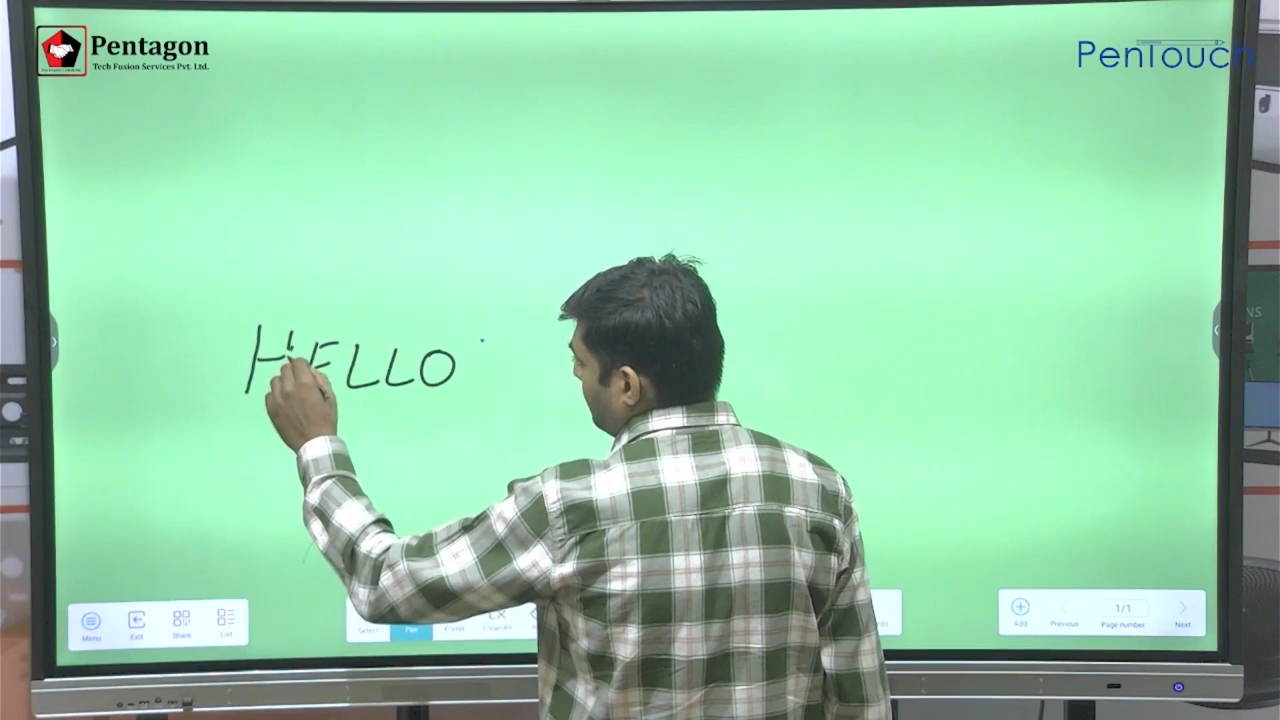 Pentagon
Tech Fusion Services Pvt. Ltd.
PenTouch
HELLO
Menu
Exit
Share
List
Select
Pen
Clear All
Add
Previous
1/1
Page number
Next